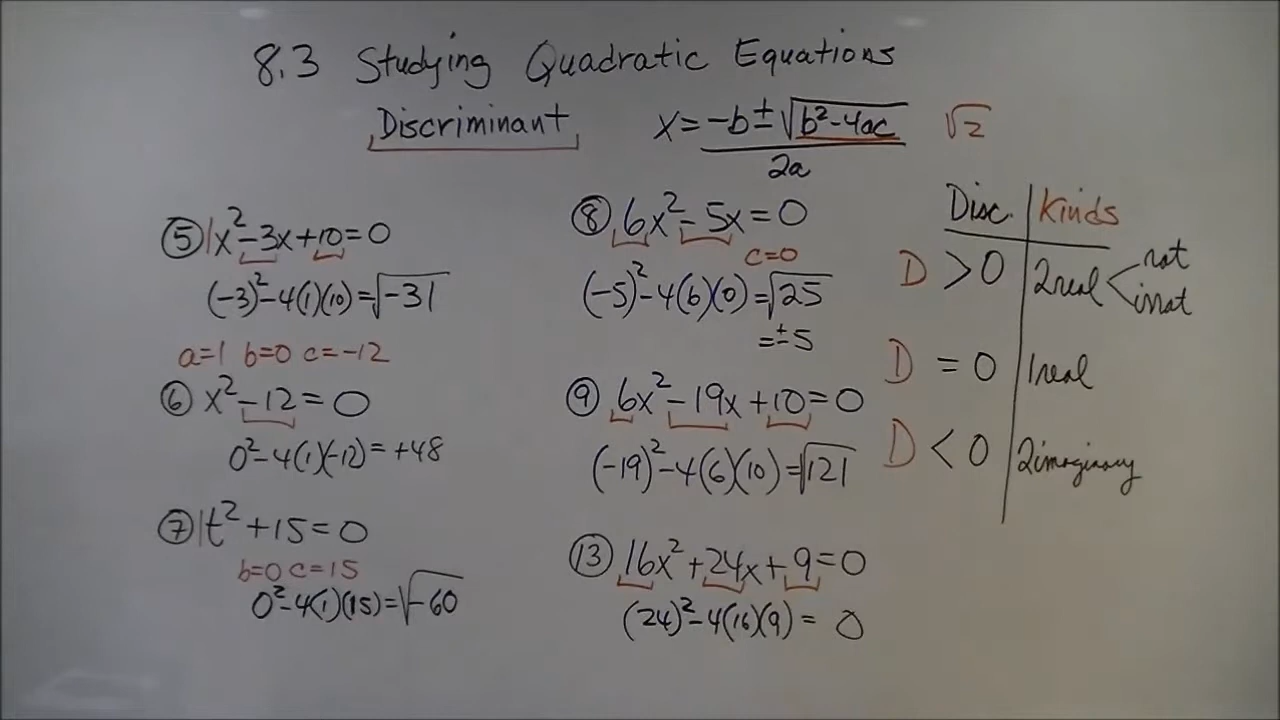 8.3 Studying Quadratic Equations
Discriminant
x = -b ± √b²-4ac / 2a
√2
⑤ 1x²-3x+10=0
(-3)²-4(1)(10)=√-31
a=1 b=0 c=-12
⑥ x²-12=0
0²-4(1)(-12)=+48
⑦ 1t²+15=0
b=0 c=15
0²-4(1)(15)=√-60
⑧ 6x²-5x=0
c=0
(-5)²-4(6)(0)=√25
=±5
⑨ 6x²-19x+10=0
(-19)²-4(6)(10)=√121
⑬ 16x²+24x+9=0
(24)²-4(16)(9)=0
Disc. Kinds
D >0 2real rat
irrat
D =0 1real
D <0 2imaginary